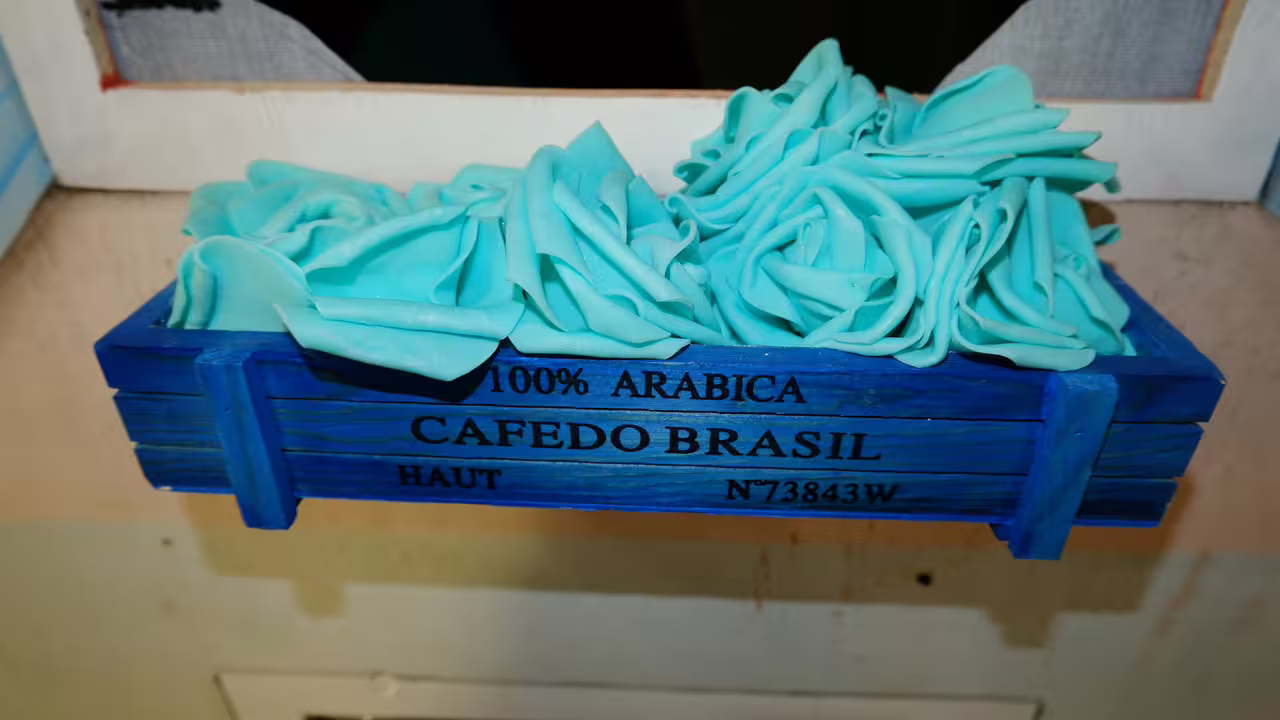 100% ARABICA
CAFEDO BRASIL
HAUT N°73843W